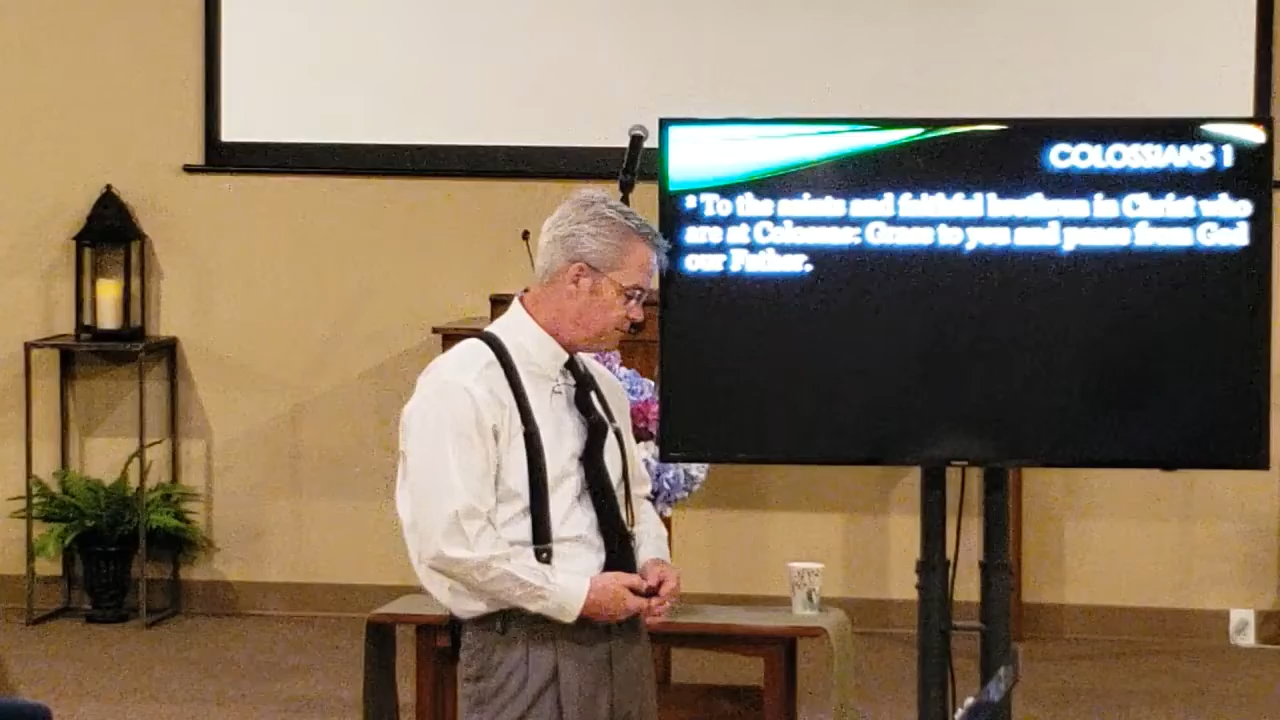 COLOSSIANS 1
² To the saints and faithful brethren in Christ who
are at Colossae: Grace to you and peace from God
our Father.